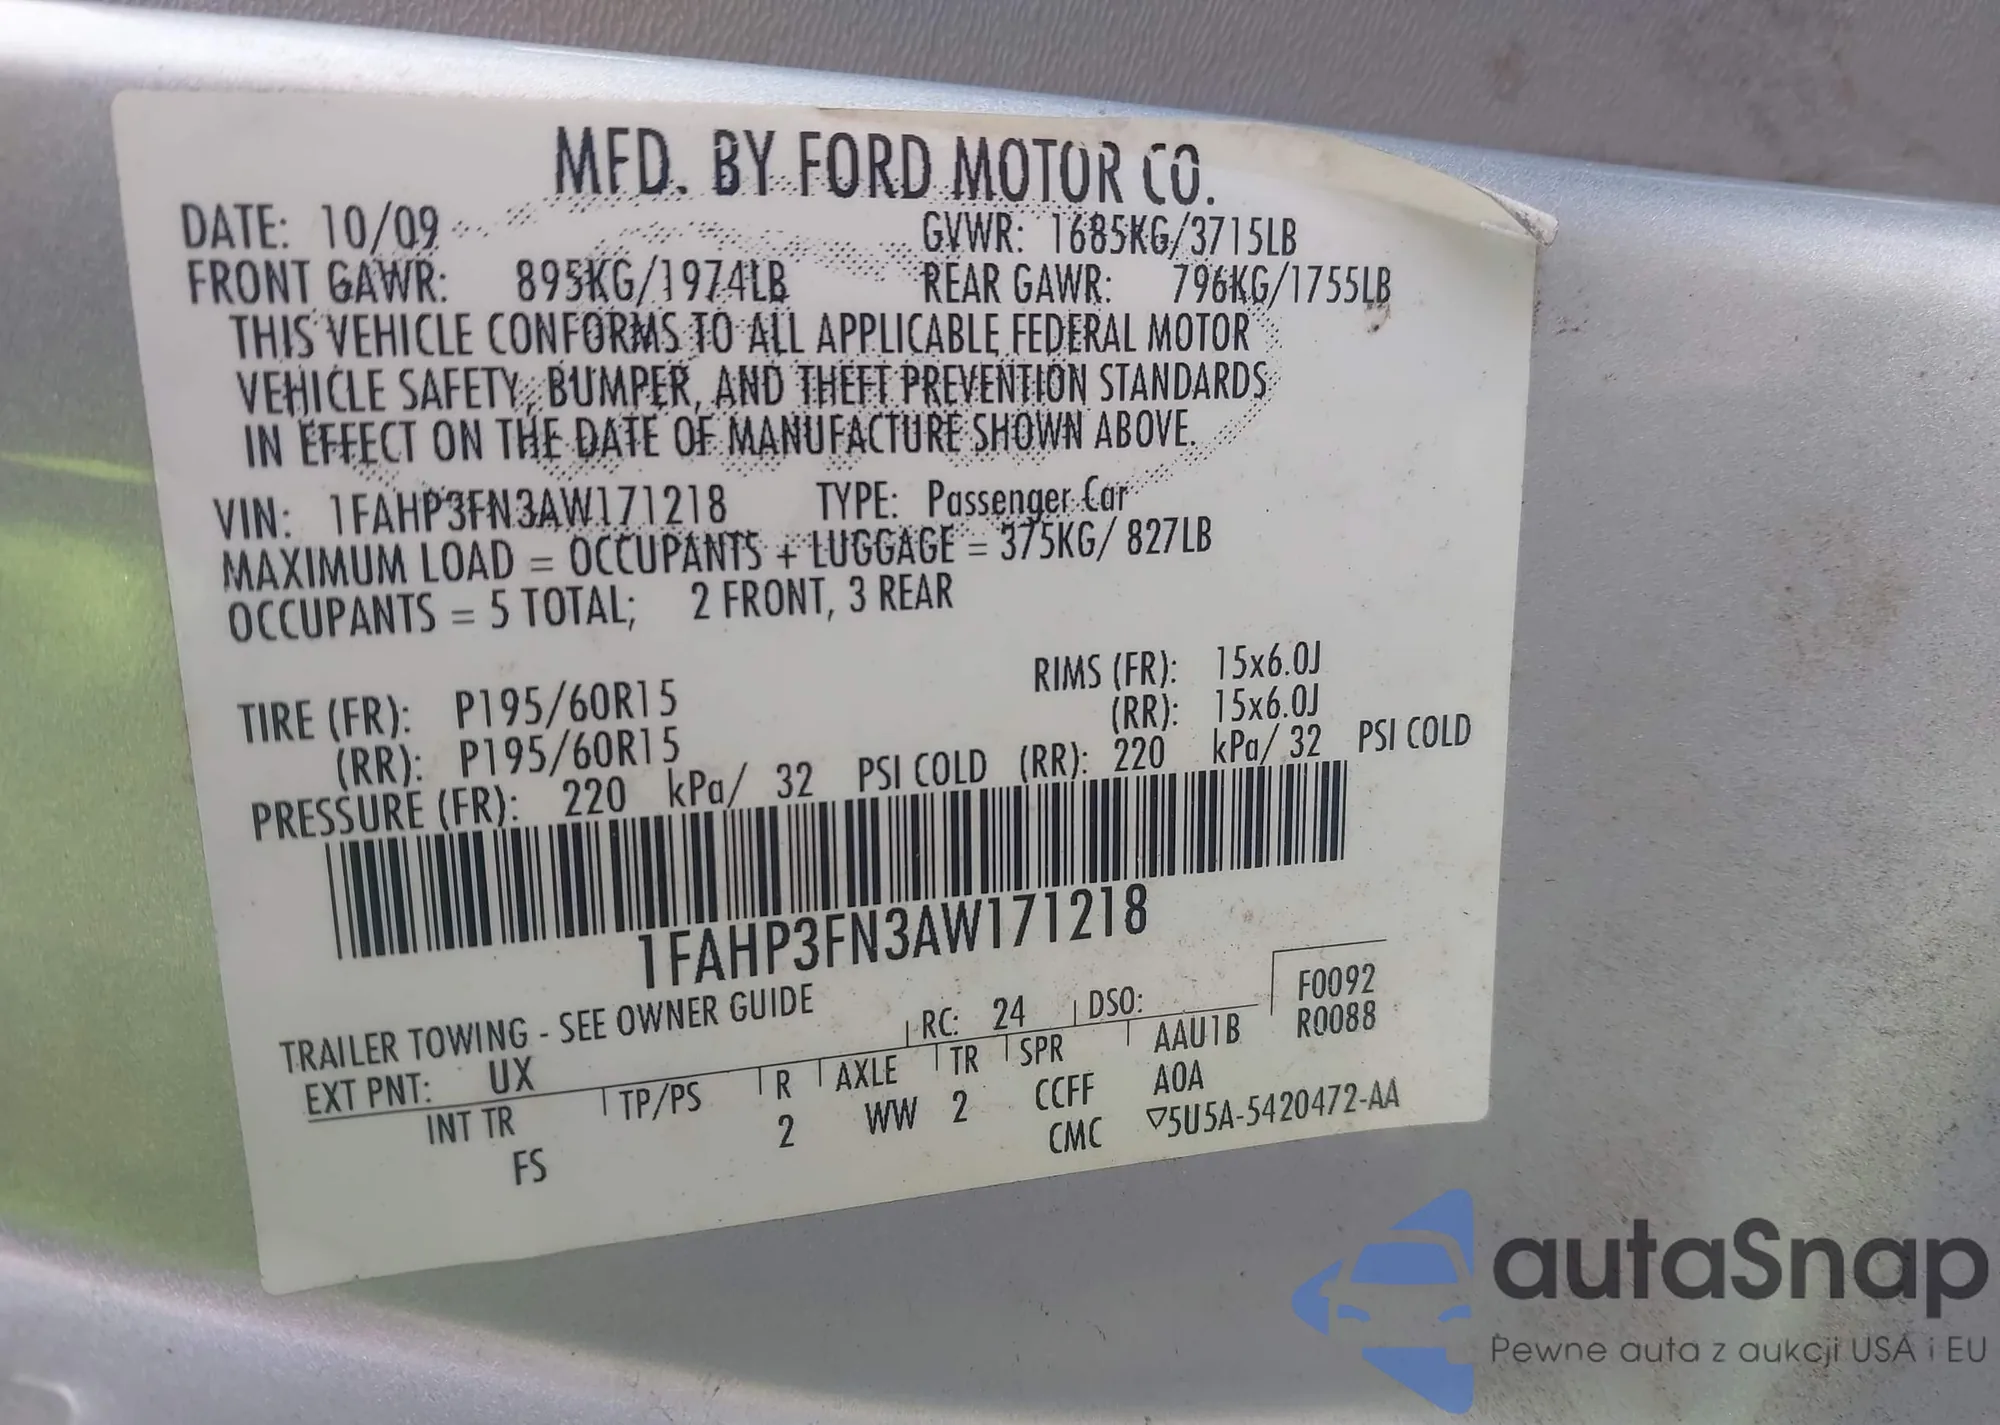 MFD. BY FORD MOTOR CO.
DATE: 10/09 GVWR: 1685KG/3715LB
FRONT GAWR: 895KG/1974LB REAR GAWR: 796KG/1755LB
THIS VEHICLE CONFORMS TO ALL APPLICABLE FEDERAL MOTOR
VEHICLE SAFETY, BUMPER, AND THEFT PREVENTION STANDARDS
IN EFFECT ON THE DATE OF MANUFACTURE SHOWN ABOVE.
VIN: 1FAHP3FN3AW171218 TYPE: Passenger Car
MAXIMUM LOAD = OCCUPANTS + LUGGAGE = 375KG/ 827LB
OCCUPANTS = 5 TOTAL; 2 FRONT, 3 REAR
TIRE (FR): P195/60R15 RIMS (FR): 15x6.0J
(RR): P195/60R15 (RR): 15x6.0J
PRESSURE (FR): 220 kPa/ 32 PSI COLD (RR): 220 kPa/ 32 PSI COLD
1FAHP3FN3AW171218
TRAILER TOWING - SEE OWNER GUIDE
F0092
EXT PNT: UX RC: 24 DSO: R0088
INT TR TP/PS R AXLE TR SPR AAU1B
FS 2 WW 2 CCFF A0A
CMC ▽5U5A-5420472-AA
autaSnap
Pewne auta z aukcji USA i EU